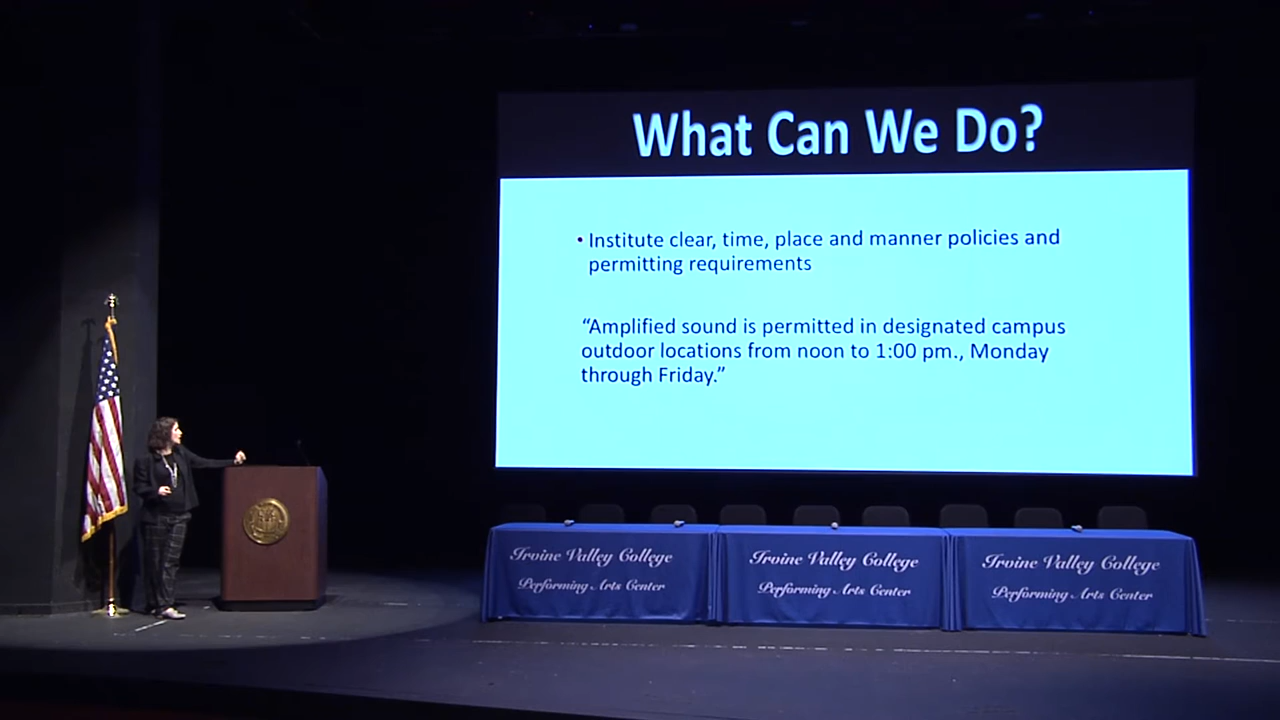 What Can We Do?
• Institute clear, time, place and manner policies and
permitting requirements
“Amplified sound is permitted in designated campus
outdoor locations from noon to 1:00 pm., Monday
through Friday.”
Irvine Valley College
Performing Arts Center
Irvine Valley College
Performing Arts Center
Irvine Valley College
Performing Arts Center